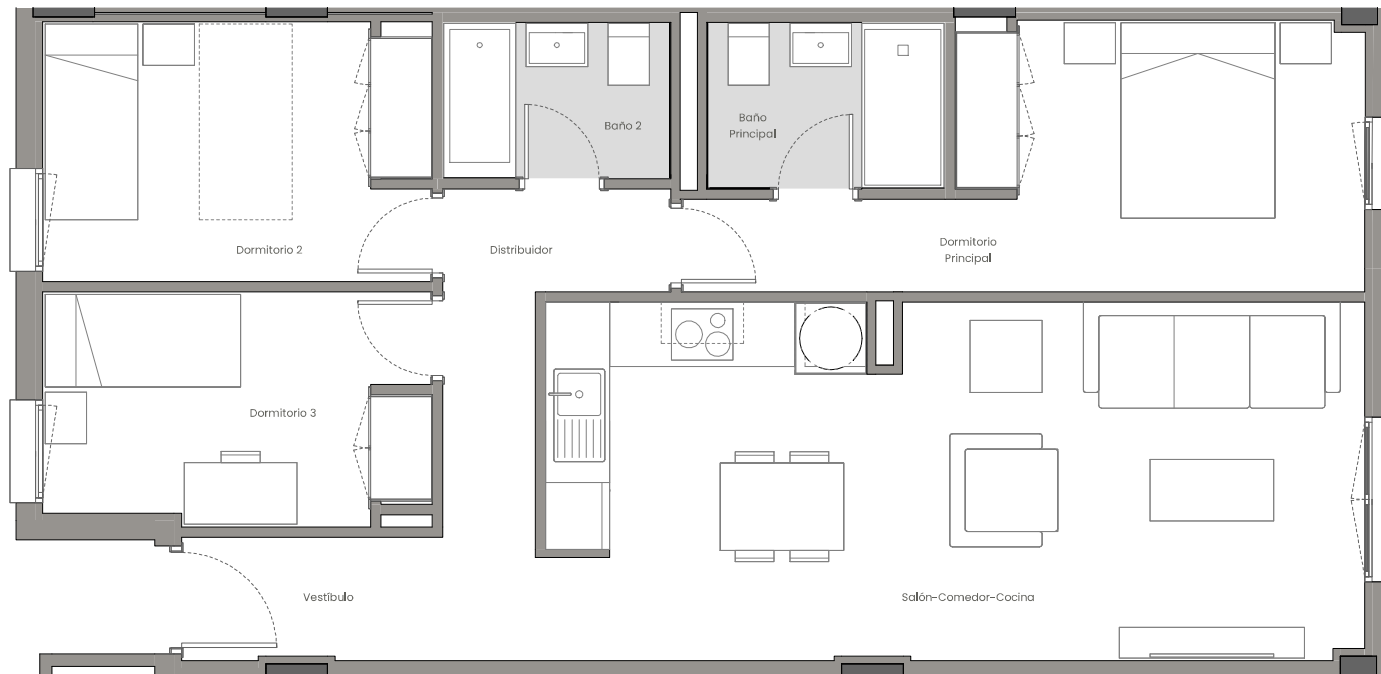 Baño 2
Baño
Principal
Dormitorio 2
Distribuidor
Dormitorio
Principal
Dormitorio 3
Vestíbulo
Salón-Comedor-Cocina